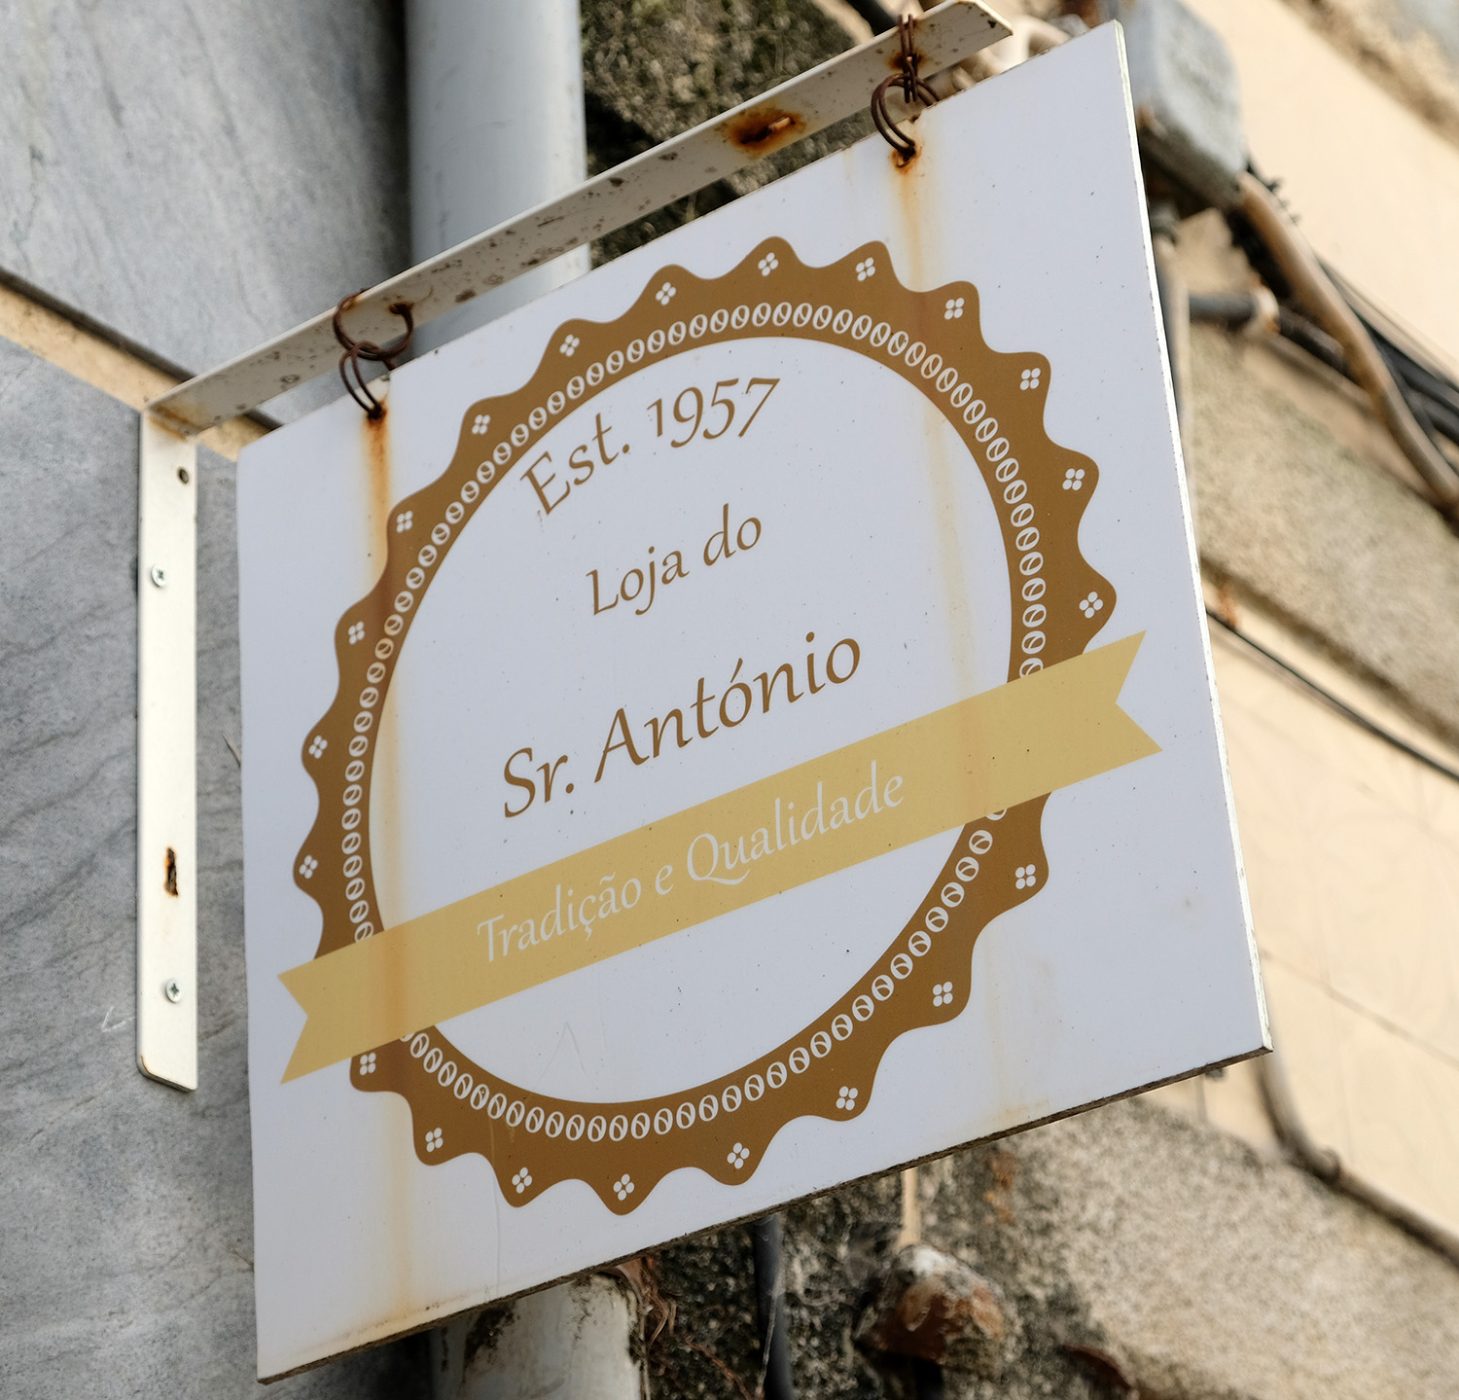 Est. 1957
Loja do
Sr. António
Tradição e Qualidade